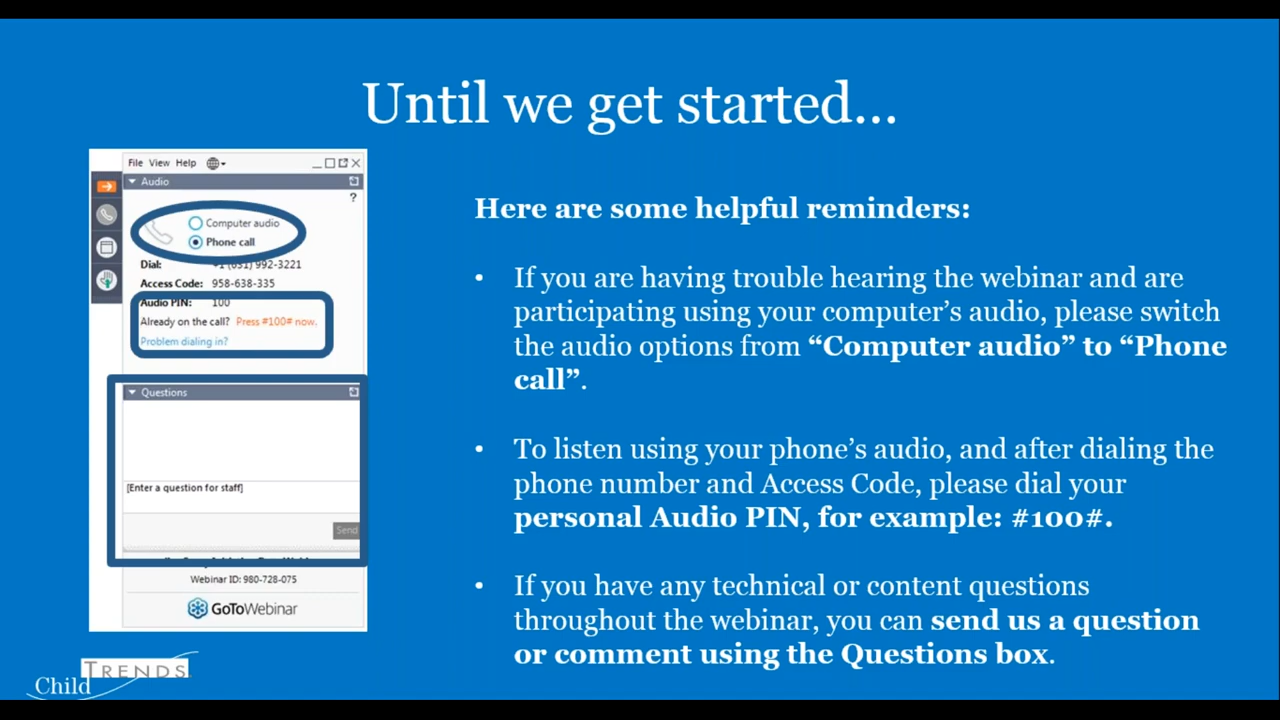 Until we get started...
File View Help
Audio
?
Computer audio
Phone call
Dial: +1 (631) 992-3221
Access Code: 958-638-335
Audio PIN: 100
Already on the call? Press #100# now.
Problem dialing in?
Questions
[Enter a question for staff]
Send
Webinar ID: 980-728-075
GoToWebinar
Here are some helpful reminders:
• If you are having trouble hearing the webinar and are
participating using your computer's audio, please switch
the audio options from “Computer audio” to “Phone
call”.
• To listen using your phone's audio, and after dialing the
phone number and Access Code, please dial your
personal Audio PIN, for example: #100#.
• If you have any technical or content questions
throughout the webinar, you can send us a question
or comment using the Questions box.
Child TRENDS